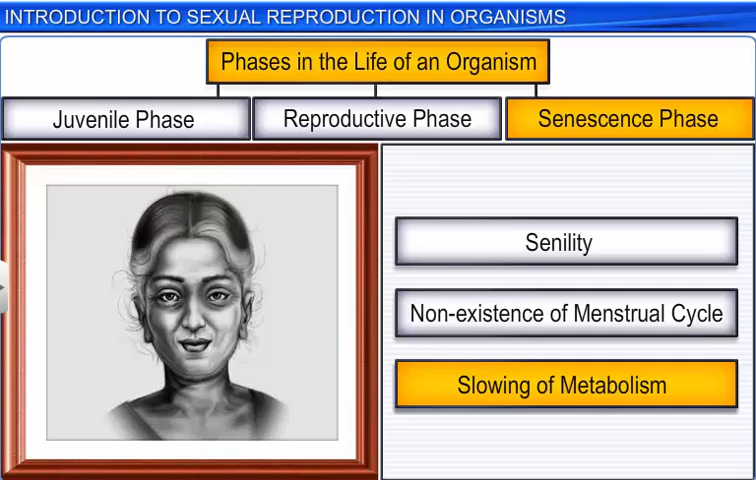 INTRODUCTION TO SEXUAL REPRODUCTION IN ORGANISMS
Phases in the Life of an Organism
Juvenile Phase
Reproductive Phase
Senescence Phase
Senility
Non-existence of Menstrual Cycle
Slowing of Metabolism